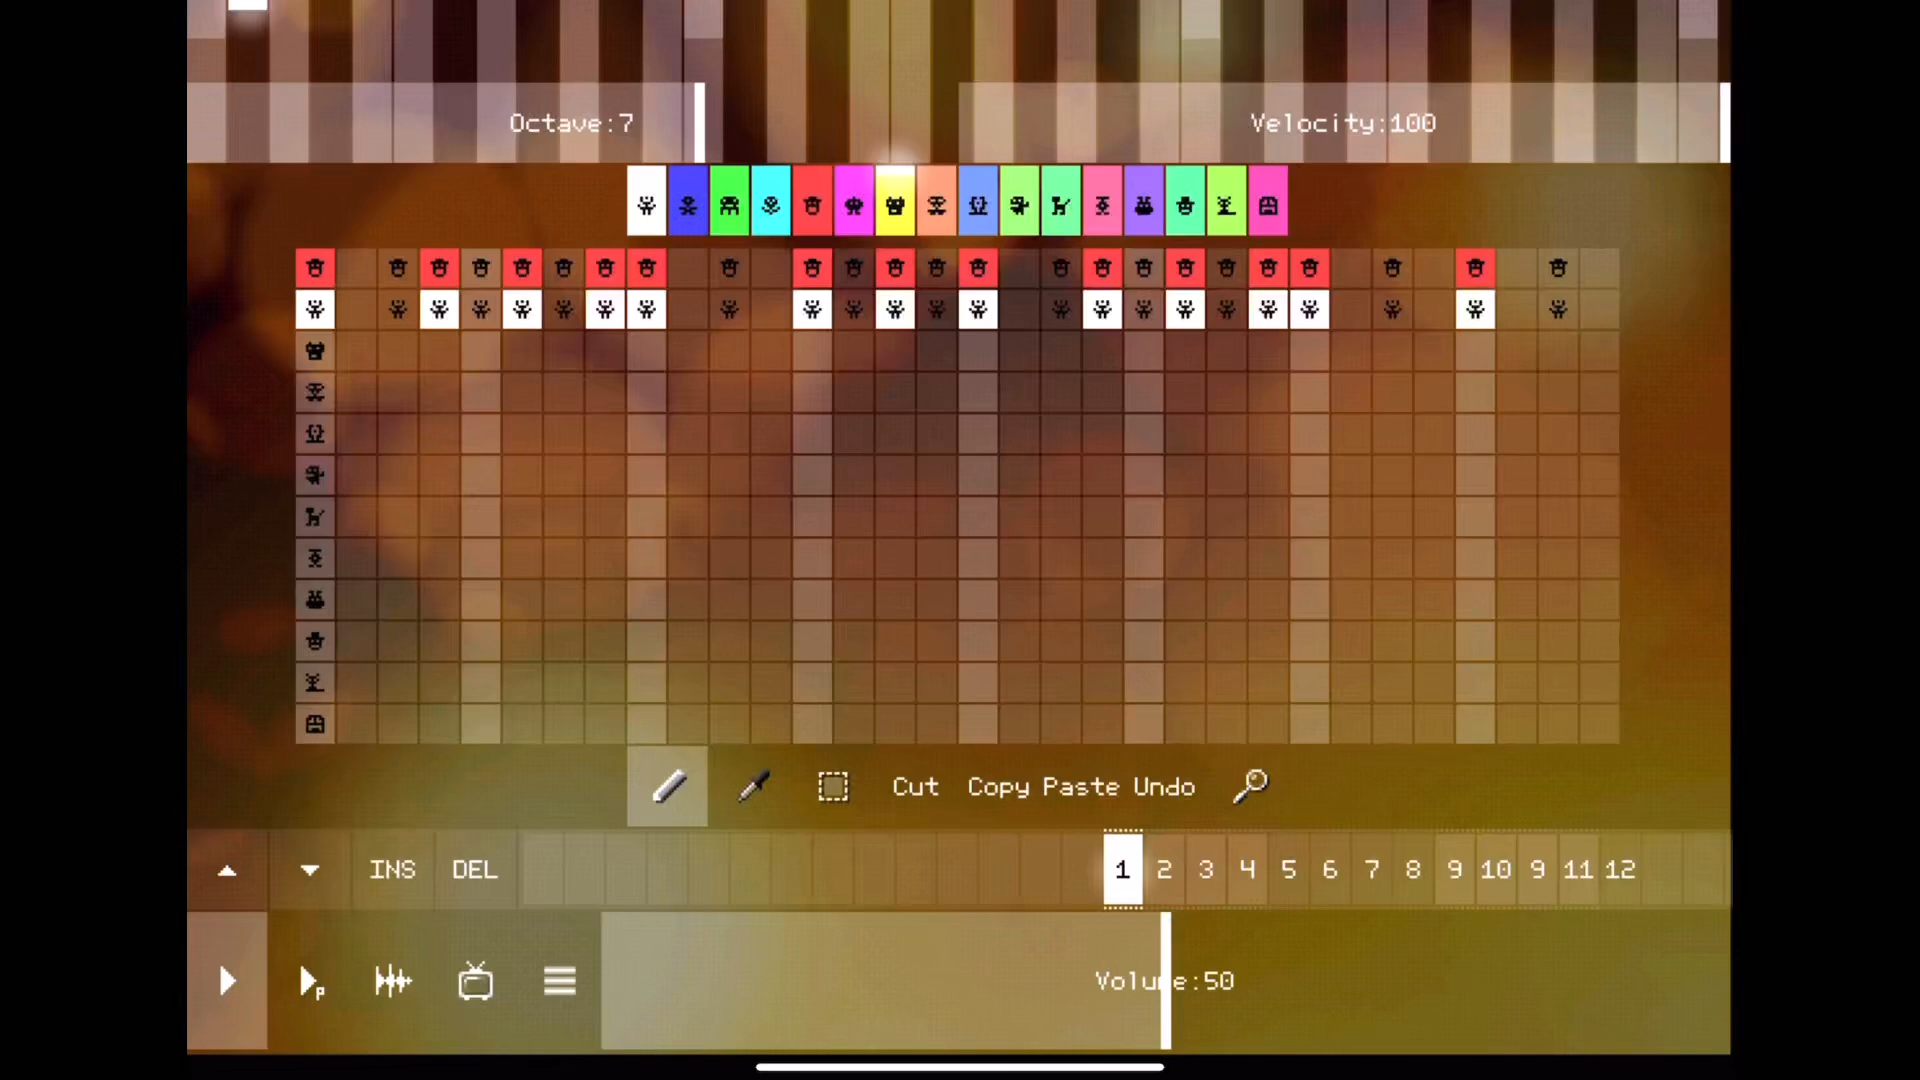 Octave:7 Velocity:100
Cut Copy Paste Undo
INS DEL 1 2 3 4 5 6 7 8 9 10 9 11 12
P
Volume:50